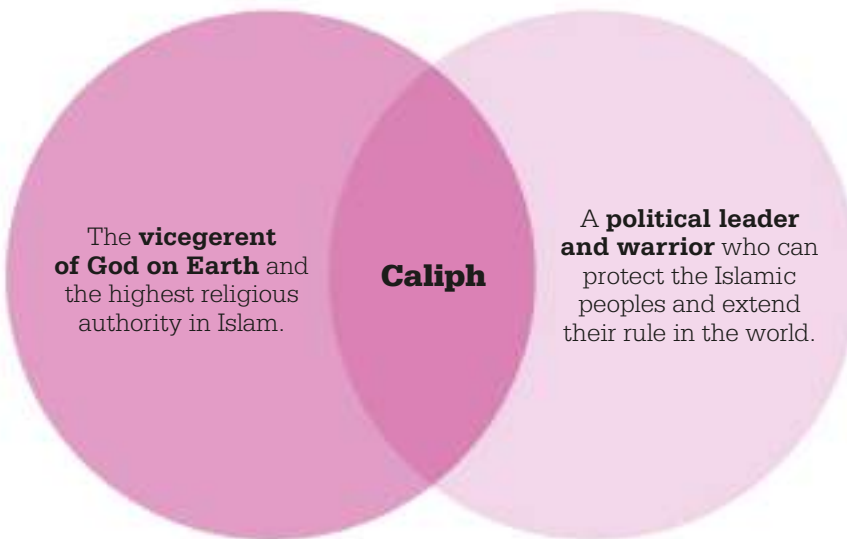 The vicegerent
of God on Earth and
the highest religious
authority in Islam.
Caliph
A political leader
and warrior who can
protect the Islamic
peoples and extend
their rule in the world.